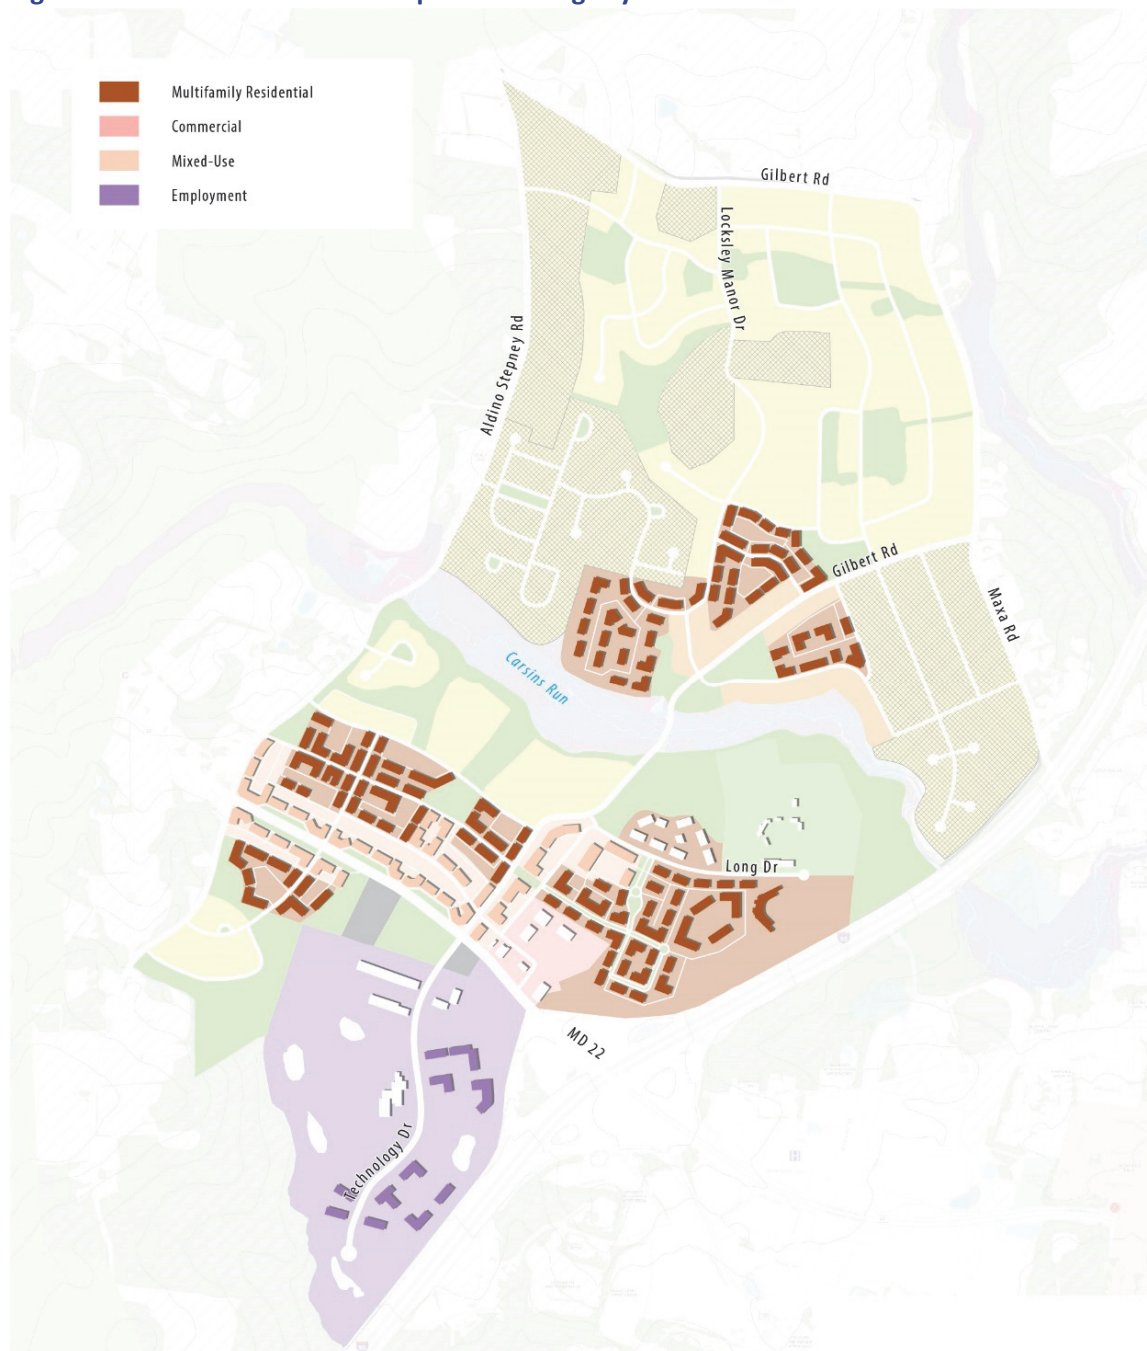 Multifamily Residential
Commercial
Mixed-Use
Employment
Gilbert Rd
Locksley Manor Dr
Aldino Stepney Rd
Gilbert Rd
Maxa Rd
Carsins Run
Long Dr
MD 22
Technology Dr
H